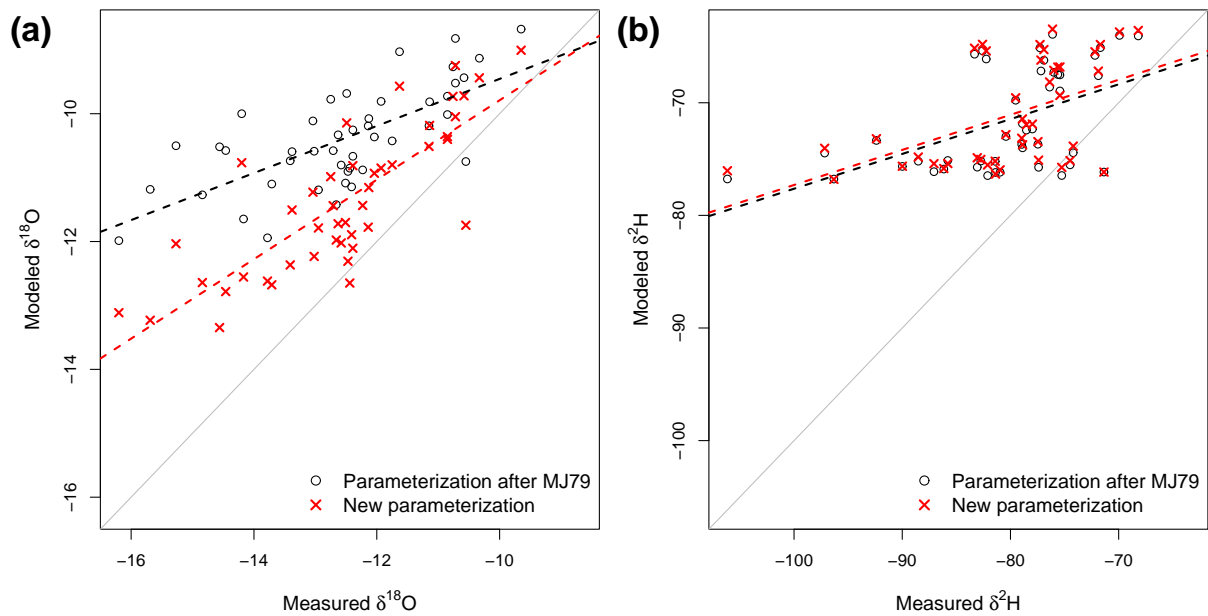 (a)
Modeled δ¹⁸O
−10
−12
−14
−16
Parameterization after MJ79
New parameterization
−16
−14
−12
−10
Measured δ¹⁸O
(b)
Modeled δ²H
−70
−80
−90
−100
Parameterization after MJ79
New parameterization
−100
−90
−80
−70
Measured δ²H